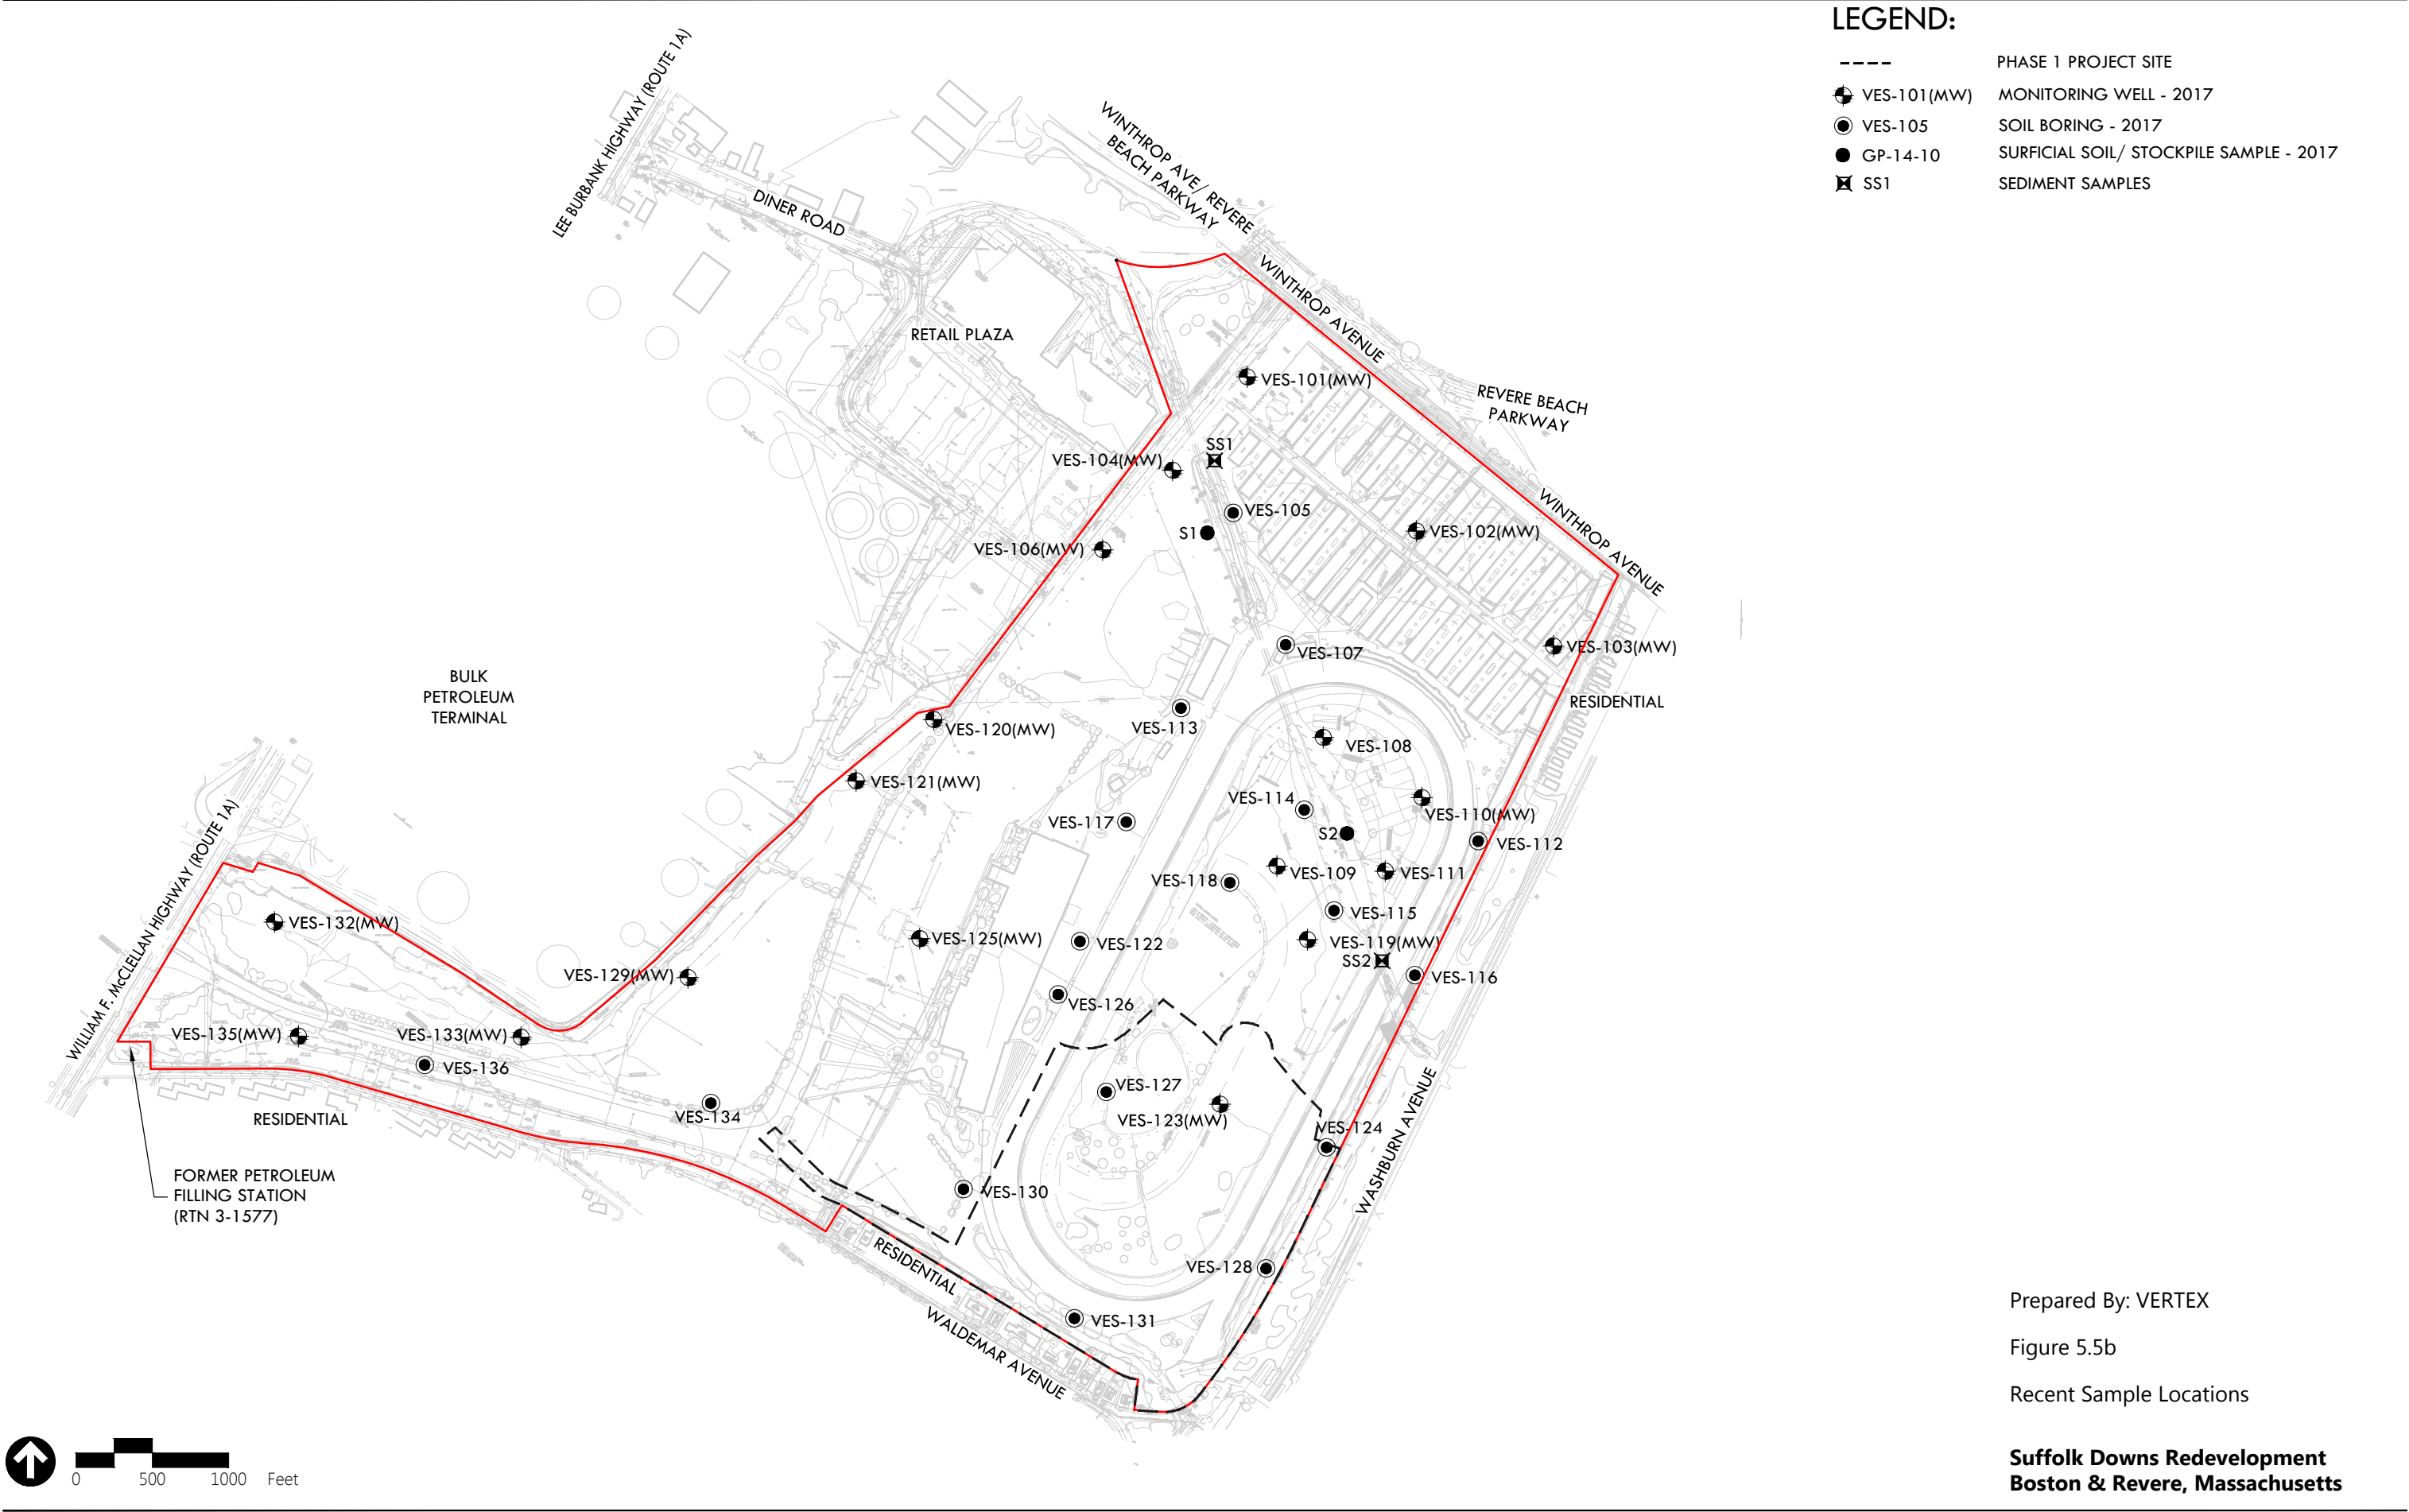 LEGEND:
PHASE 1 PROJECT SITE
VES-101(MW) MONITORING WELL - 2017
VES-105 SOIL BORING - 2017
GP-14-10 SURFICIAL SOIL/ STOCKPILE SAMPLE - 2017
SS1 SEDIMENT SAMPLES
LEE BURBANK HIGHWAY (ROUTE 1A)
DINER ROAD
WINTHROP AVE/ REVERE
BEACH PARKWAY
WINTHROP AVENUE
RETAIL PLAZA
REVERE BEACH
PARKWAY
VES-101(MW)
SS1
VES-104(MW)
VES-105
S1
VES-102(MW)
WINTHROP AVENUE
VES-106(MW)
VES-107
VES-103(MW)
RESIDENTIAL
BULK
PETROLEUM
TERMINAL
VES-120(MW)
VES-113
VES-108
VES-121(MW)
VES-114
VES-110(MW)
VES-117
S2
VES-112
VES-118
VES-109
VES-111
VES-115
WILLIAM F. McCLELLAN HIGHWAY (ROUTE 1A)
VES-132(MW)
VES-125(MW)
VES-122
VES-119(MW)
SS2
VES-129(MW)
VES-116
VES-126
VES-135(MW)
VES-133(MW)
VES-136
VES-127
VES-134
VES-123(MW)
VES-124
RESIDENTIAL
WASHBURN AVENUE
FORMER PETROLEUM
FILLING STATION
(RTN 3-1577)
VES-130
RESIDENTIAL
VES-128
VES-131
WALDEMAR AVENUE
0 500 1000 Feet
Prepared By: VERTEX
Figure 5.5b
Recent Sample Locations
Suffolk Downs Redevelopment
Boston & Revere, Massachusetts